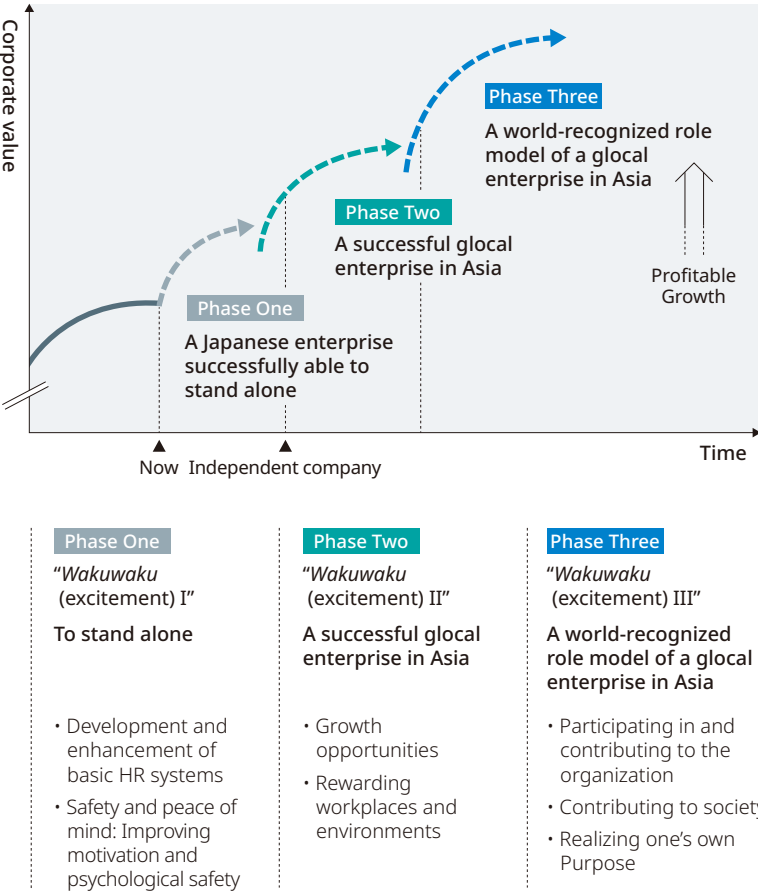 Corporate value
Phase Three
A world-recognized role
model of a glocal
enterprise in Asia
Phase Two
A successful glocal
enterprise in Asia
Profitable
Growth
Phase One
A Japanese enterprise
successfully able to
stand alone
Time
Now Independent company
Phase One
“Wakuwaku
(excitement) I”
To stand alone
• Development and
enhancement of
basic HR systems
• Safety and peace of
mind: Improving
motivation and
psychological safety
Phase Two
“Wakuwaku
(excitement) II”
A successful glocal
enterprise in Asia
• Growth
opportunities
• Rewarding
workplaces and
environments
Phase Three
“Wakuwaku
(excitement) III”
A world-recognized
role model of a glocal
enterprise in Asia
• Participating in and
contributing to the
organization
• Contributing to society
• Realizing one’s own
Purpose